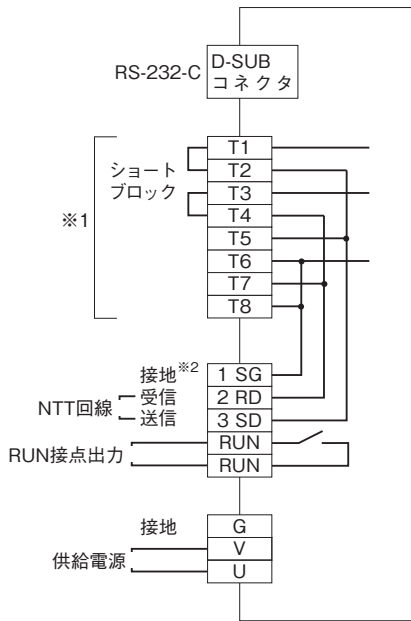 RS-232-C
D-SUB
コネクタ
※1
ショート
ブロック
T1
T2
T3
T4
T5
T6
T7
T8
接地※2
NTT回線
受信
送信
RUN接点出力
1 SG
2 RD
3 SD
RUN
RUN
接地
供給電源
G
V
U